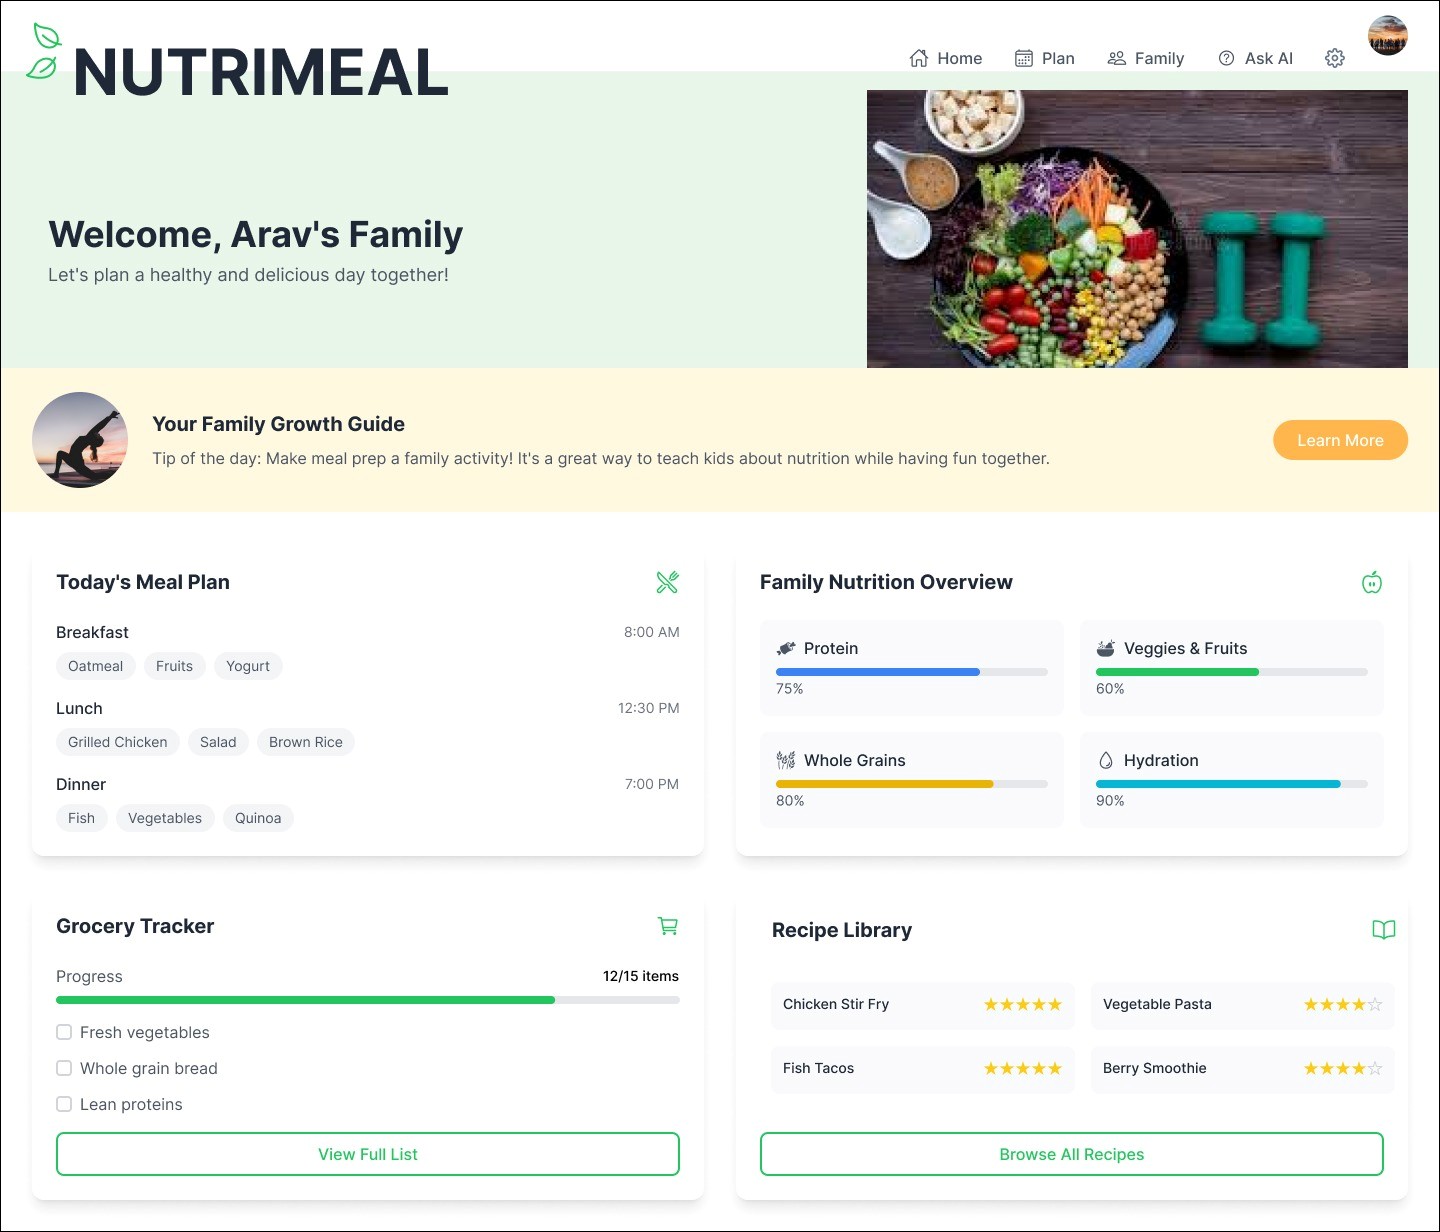 NUTRIMEAL
Home
Plan
Family
Ask AI
Welcome, Arav's Family
Let's plan a healthy and delicious day together!
Your Family Growth Guide
Tip of the day: Make meal prep a family activity! It's a great way to teach kids about nutrition while having fun together.
Learn More
Today's Meal Plan
Breakfast
8:00 AM
Oatmeal
Fruits
Yogurt
Lunch
12:30 PM
Grilled Chicken
Salad
Brown Rice
Dinner
7:00 PM
Fish
Vegetables
Quinoa
Family Nutrition Overview
Protein
75%
Veggies & Fruits
60%
Whole Grains
80%
Hydration
90%
Grocery Tracker
Progress
12/15 items
Fresh vegetables
Whole grain bread
Lean proteins
View Full List
Recipe Library
Chicken Stir Fry
Vegetable Pasta
Fish Tacos
Berry Smoothie
Browse All Recipes